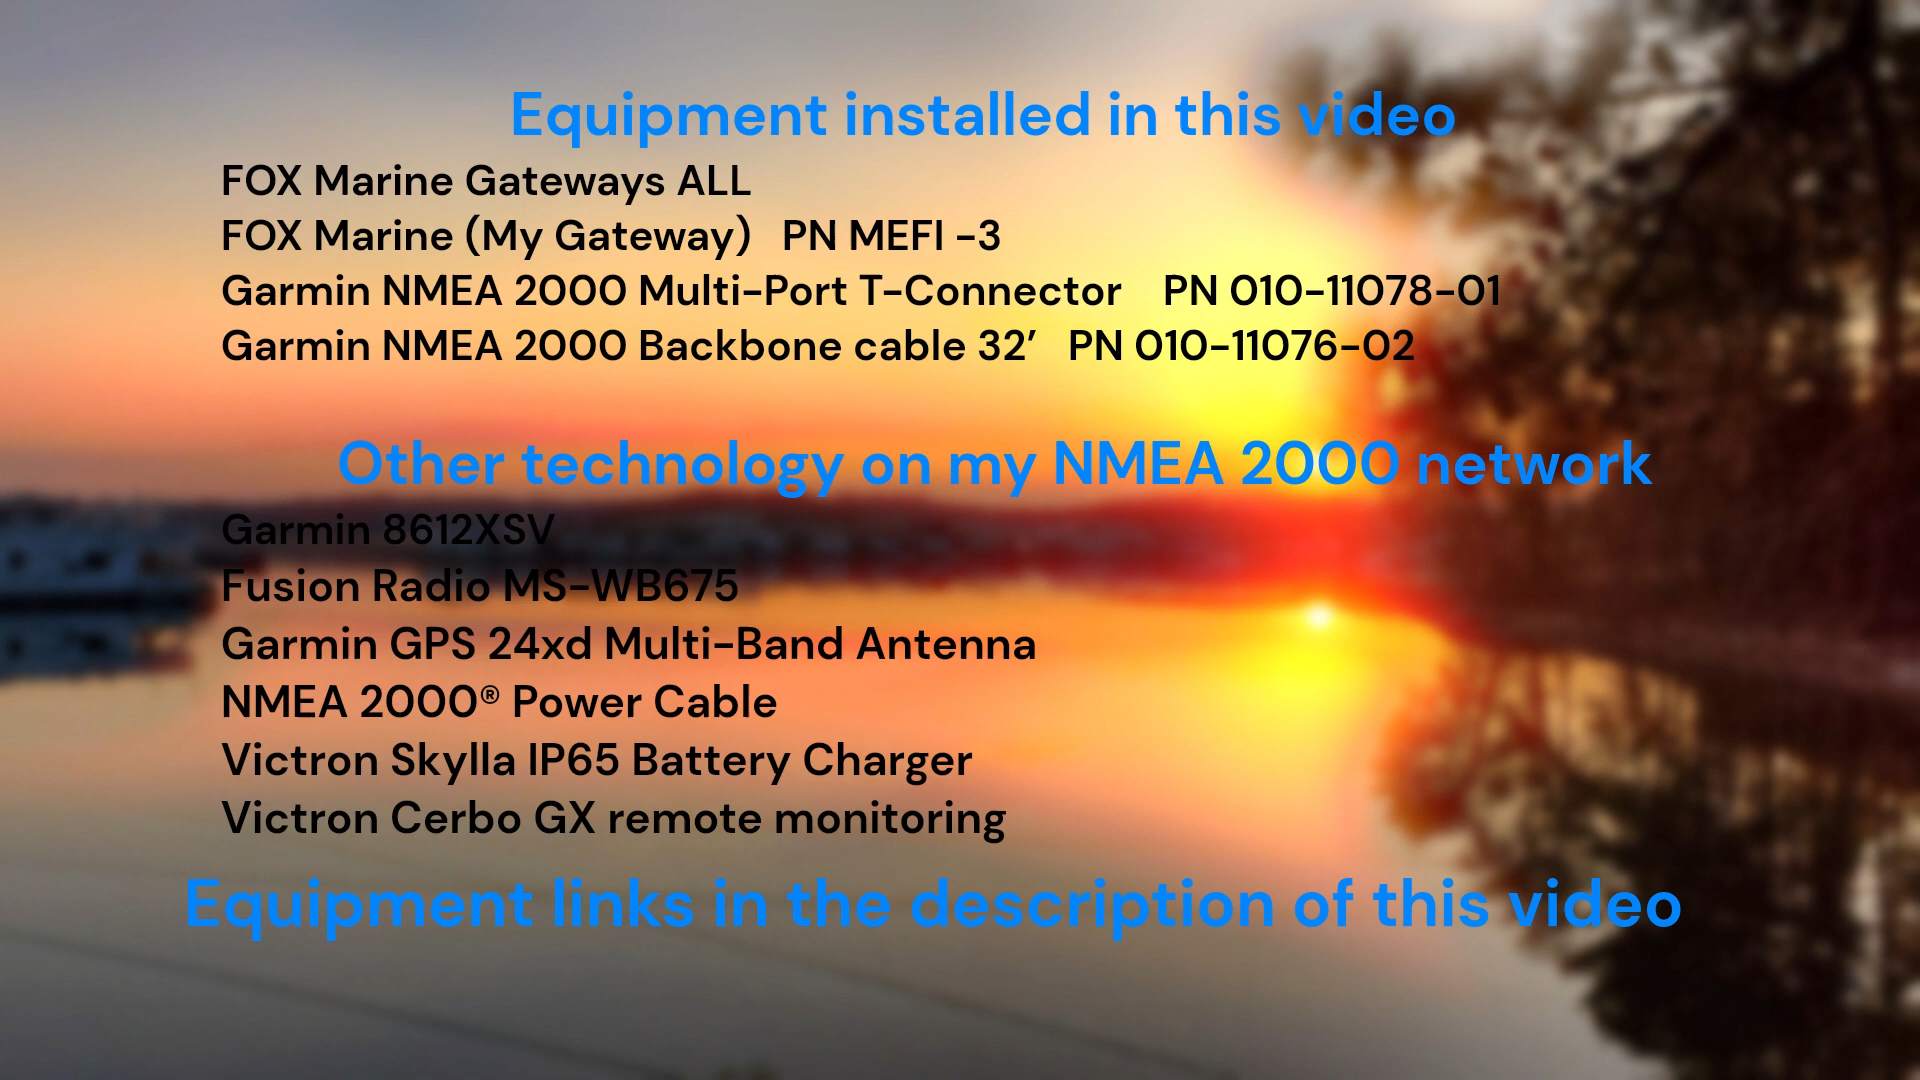 Equipment installed in this video
FOX Marine Gateways ALL
FOX Marine (My Gateway) PN MEFI -3
Garmin NMEA 2000 Multi-Port T-Connector PN 010-11078-01
Garmin NMEA 2000 Backbone cable 32’ PN 010-11076-02
Other technology on my NMEA 2000 network
Garmin 8612XSV
Fusion Radio MS-WB675
Garmin GPS 24xd Multi-Band Antenna
NMEA 2000® Power Cable
Victron Skylla IP65 Battery Charger
Victron Cerbo GX remote monitoring
Equipment links in the description of this video